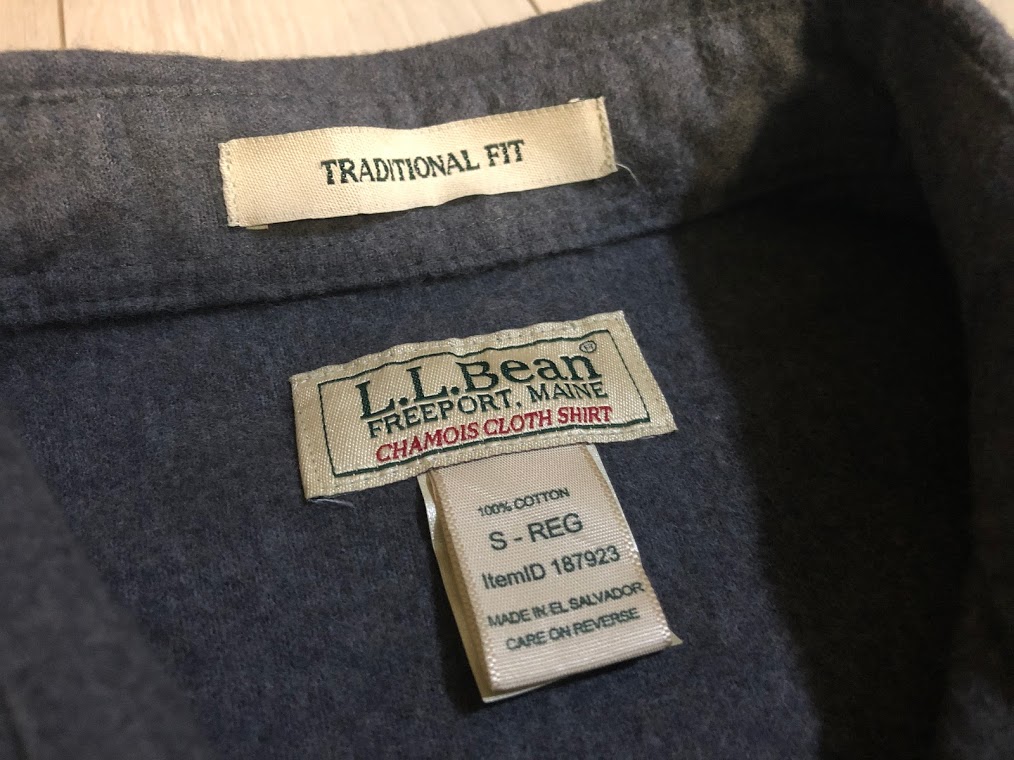 TRADITIONAL FIT
L.L.Bean®
FREEPORT, MAINE
CHAMOIS CLOTH SHIRT
100% COTTON
S - REG
ItemID 187923
MADE IN EL SALVADOR
CARE ON REVERSE